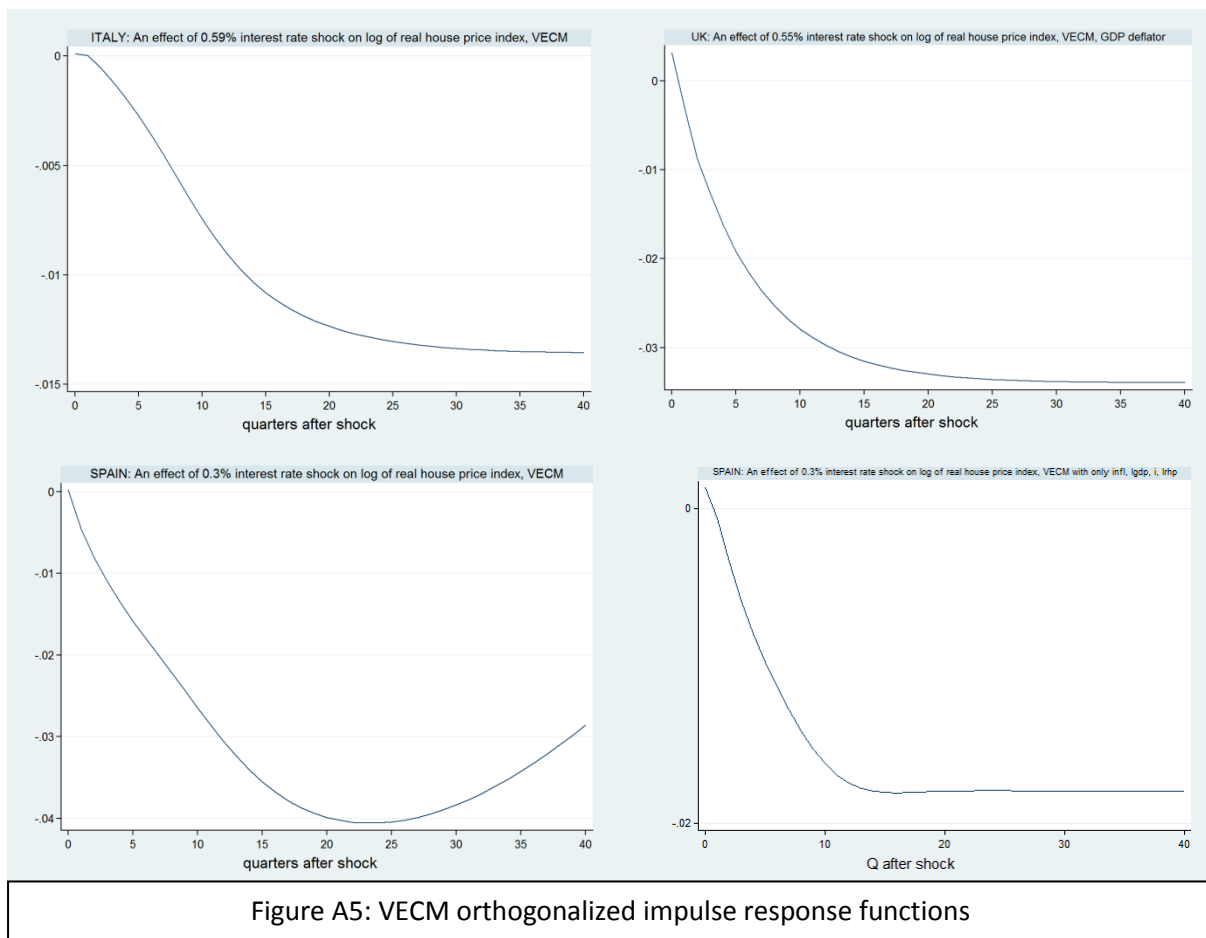 ITALY: An effect of 0.59% interest rate shock on log of real house price index, VECM
0
-.005
-.01
-.015
0 5 10 15 20 25 30 35 40
quarters after shock
UK: An effect of 0.55% interest rate shock on log of real house price index, VECM, GDP deflator
0
-.01
-.02
-.03
0 5 10 15 20 25 30 35 40
quarters after shock
SPAIN: An effect of 0.3% interest rate shock on log of real house price index, VECM
0
-.01
-.02
-.03
-.04
0 5 10 15 20 25 30 35 40
quarters after shock
SPAIN: An effect of 0.3% interest rate shock on log of real house price index, VECM with only infl, lgdp, i, lrhp
0
-.02
0 10 20 30 40
Q after shock
Figure A5: VECM orthogonalized impulse response functions